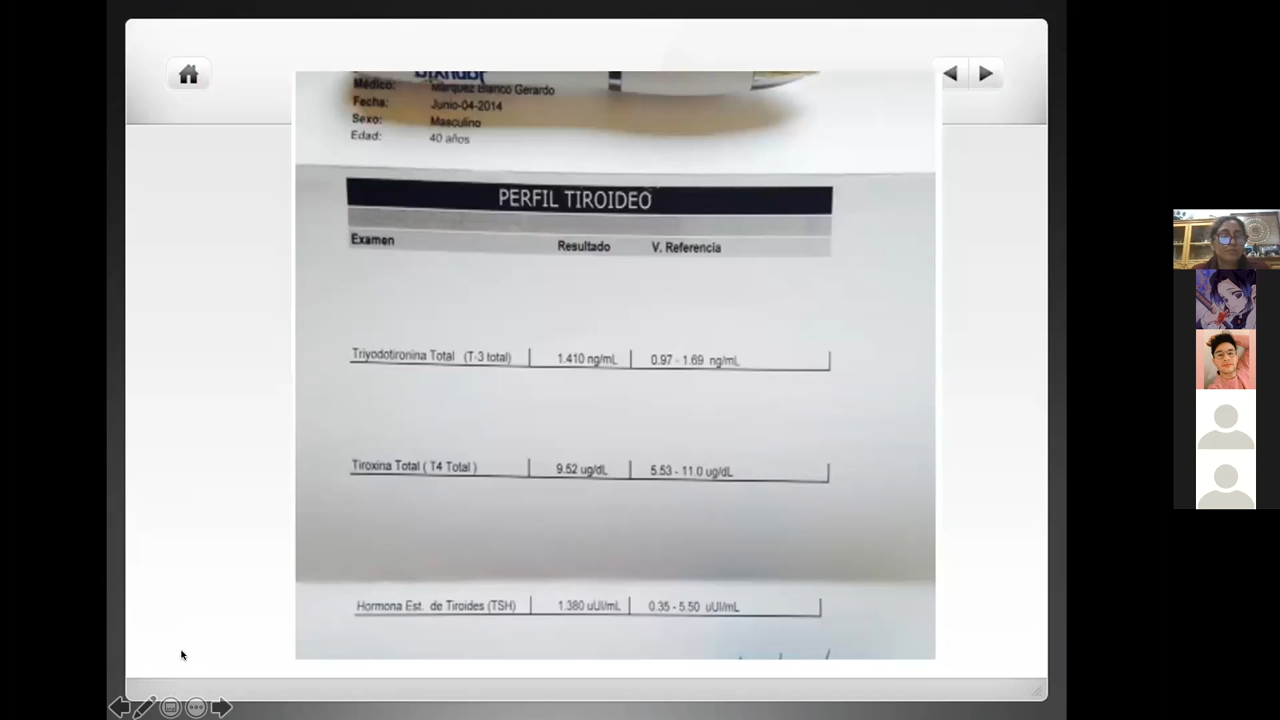 Médico: Marquez Blanco Gerardo
Fecha: Junio-04-2014
Sexo: Masculino
Edad: 40 años
PERFIL TIROIDEO
Examen Resultado V. Referencia
Triyodotironina Total (T-3 total) 1.410 ng/mL 0.97 - 1.69 ng/mL
Tiroxina Total ( T4 Total ) 9.52 ug/dL 5.53 - 11.0 ug/dL
Hormona Est. de Tiroides (TSH) 1.380 uUI/mL 0.35 - 5.50 uUI/mL